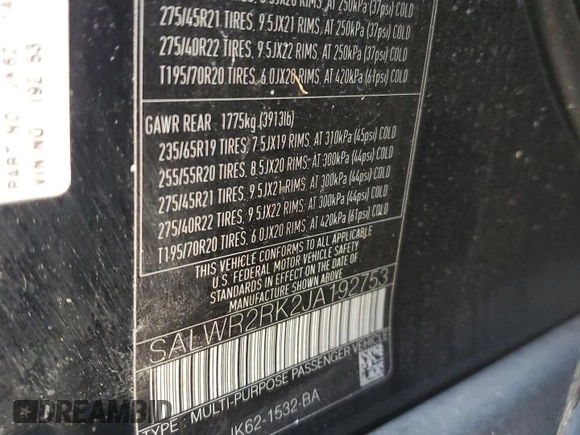 275/45R21 TIRES, 9.5JX21 RIMS, AT 250kPa (37psi) COLD
275/40R22 TIRES, 9.5JX22 RIMS, AT 250kPa (37psi) COLD
T195/70R20 TIRES, 6.0JX20 RIMS, AT 420kPa (61psi) COLD
GAWR REAR 1775kg (3913lb)
235/65R19 TIRES, 7.5JX19 RIMS, AT 310kPa (45psi) COLD
255/55R20 TIRES, 8.5JX20 RIMS, AT 300kPa (44psi) COLD
275/45R21 TIRES, 9.5JX21 RIMS, AT 300kPa (44psi) COLD
275/40R22 TIRES, 9.5JX22 RIMS, AT 300kPa (44psi) COLD
T195/70R20 TIRES, 6.0JX20 RIMS, AT 420kPa (61psi) COLD
THIS VEHICLE CONFORMS TO ALL APPLICABLE
U.S. FEDERAL MOTOR VEHICLE SAFETY
STANDARDS IN EFFECT ON THE DATE OF
MANUFACTURE SHOWN ABOVE.
SALWR2RK2JA192753
TYPE: MULTI-PURPOSE PASSENGER VEHICLE
JK62-1532-BA
PART NO JK62
VIN NO 192753
DREAMBID